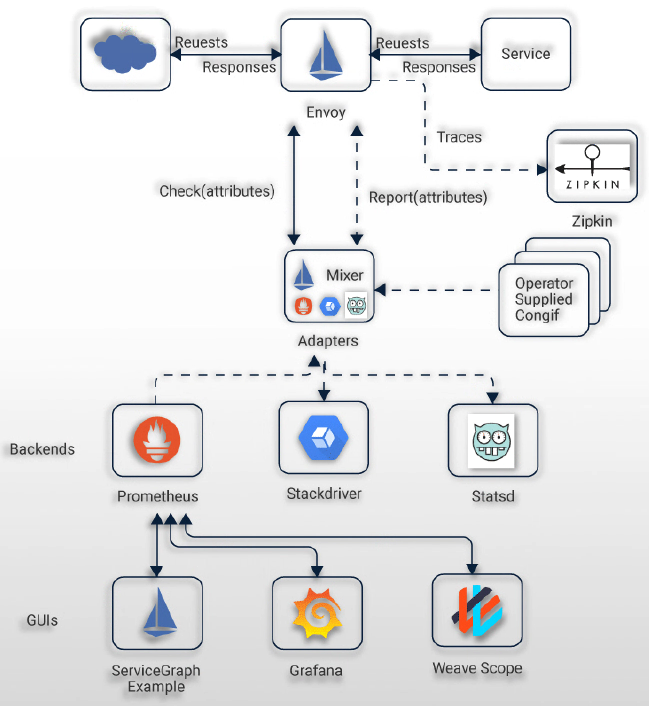 Reuests
Responses
Reuests
Responses
Service
Envoy
Traces
ZIPKIN
Zipkin
Check(attributes)
Report(attributes)
Mixer
Operator
Supplied
Congif
Adapters
Backends
Prometheus
Stackdriver
Statsd
GUIs
ServiceGraph
Example
Grafana
Weave Scope